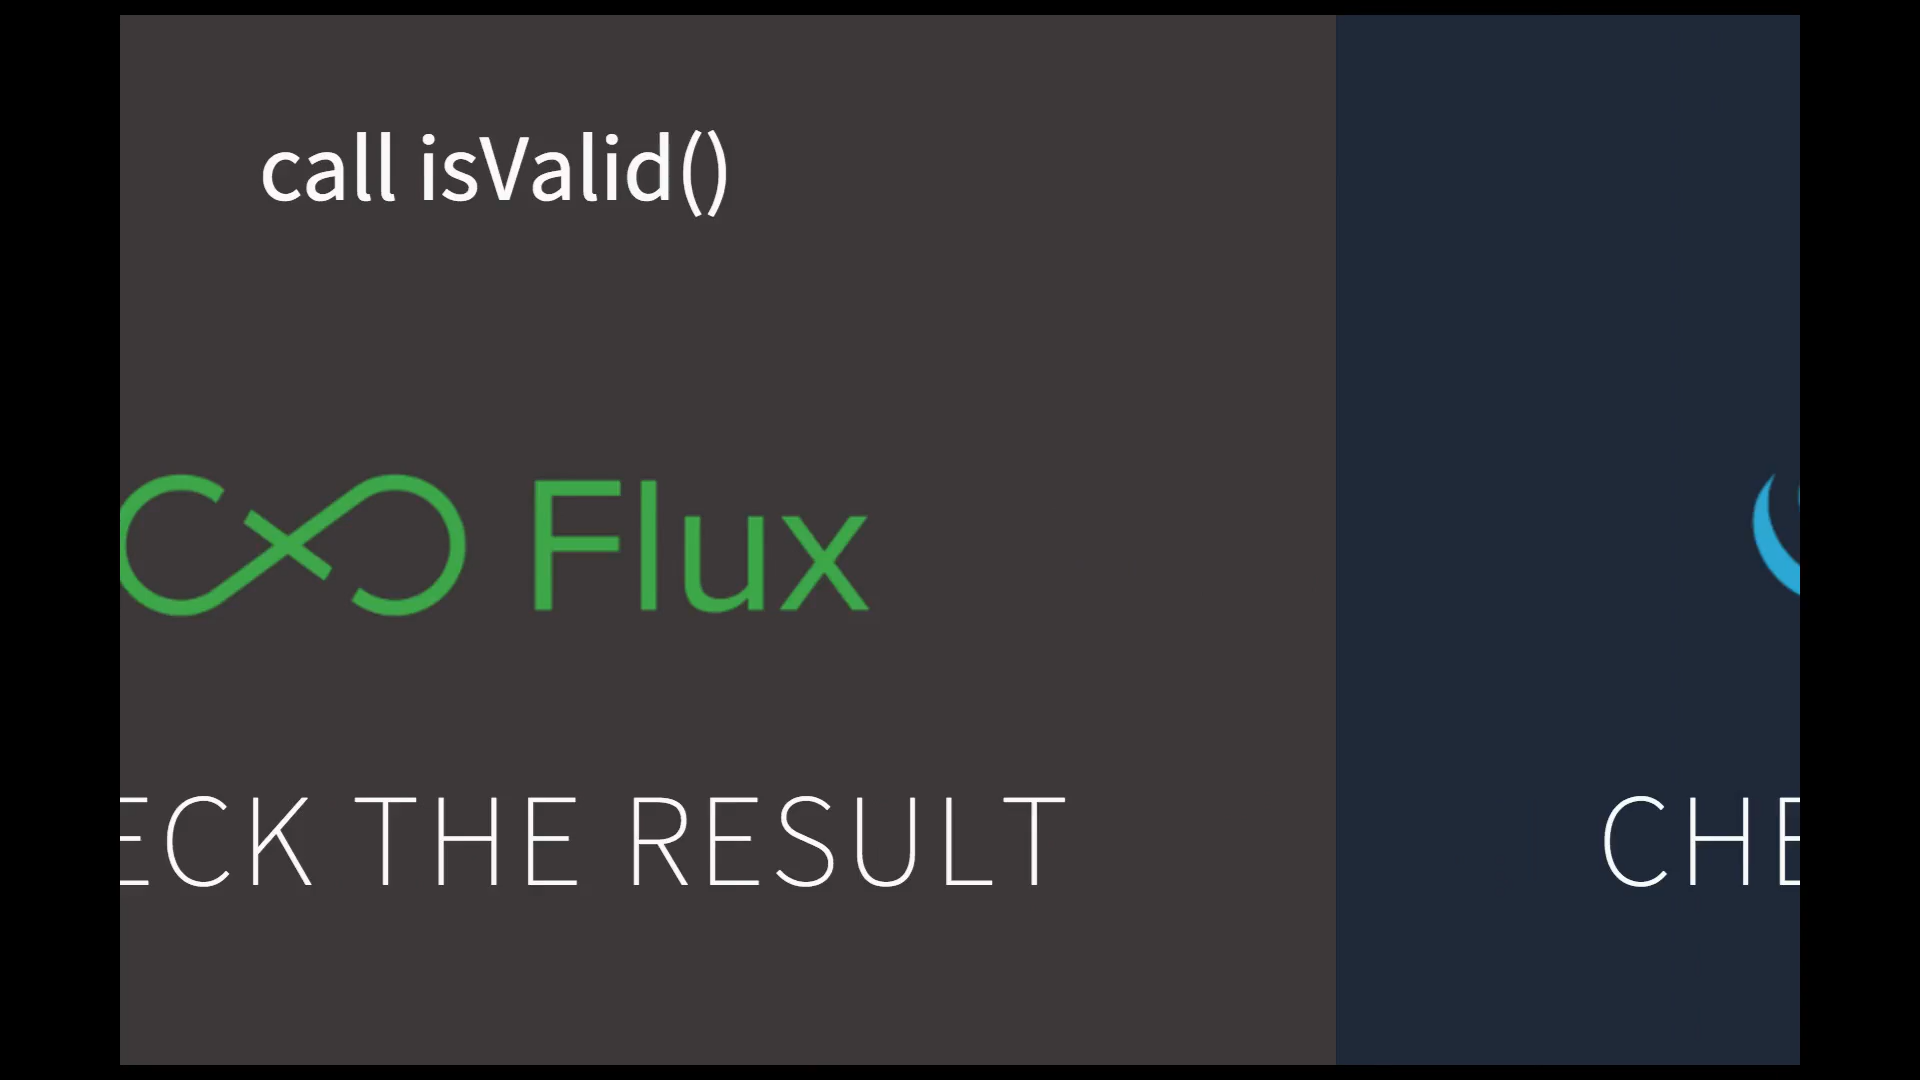 call isValid()
Flux
ECK THE RESULT
CHE